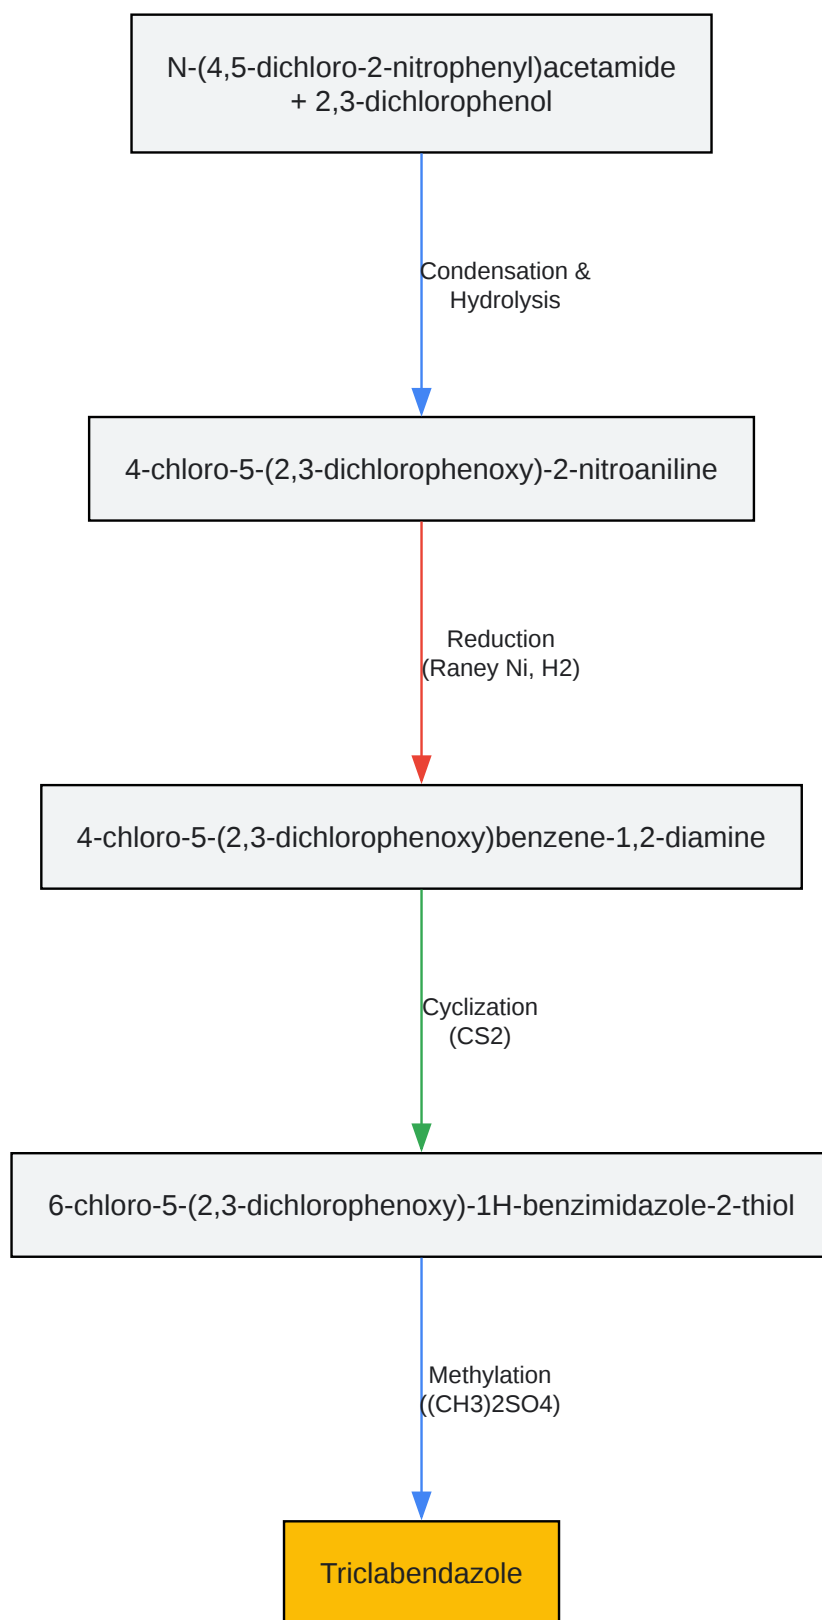 N-(4,5-dichloro-2-nitrophenyl)acetamide
+ 2,3-dichlorophenol
Condensation &
Hydrolysis
4-chloro-5-(2,3-dichlorophenoxy)-2-nitroaniline
Reduction
(Raney Ni, H2)
4-chloro-5-(2,3-dichlorophenoxy)benzene-1,2-diamine
Cyclization
(CS2)
6-chloro-5-(2,3-dichlorophenoxy)-1H-benzimidazole-2-thiol
Methylation
((CH3)2SO4)
Triclabendazole